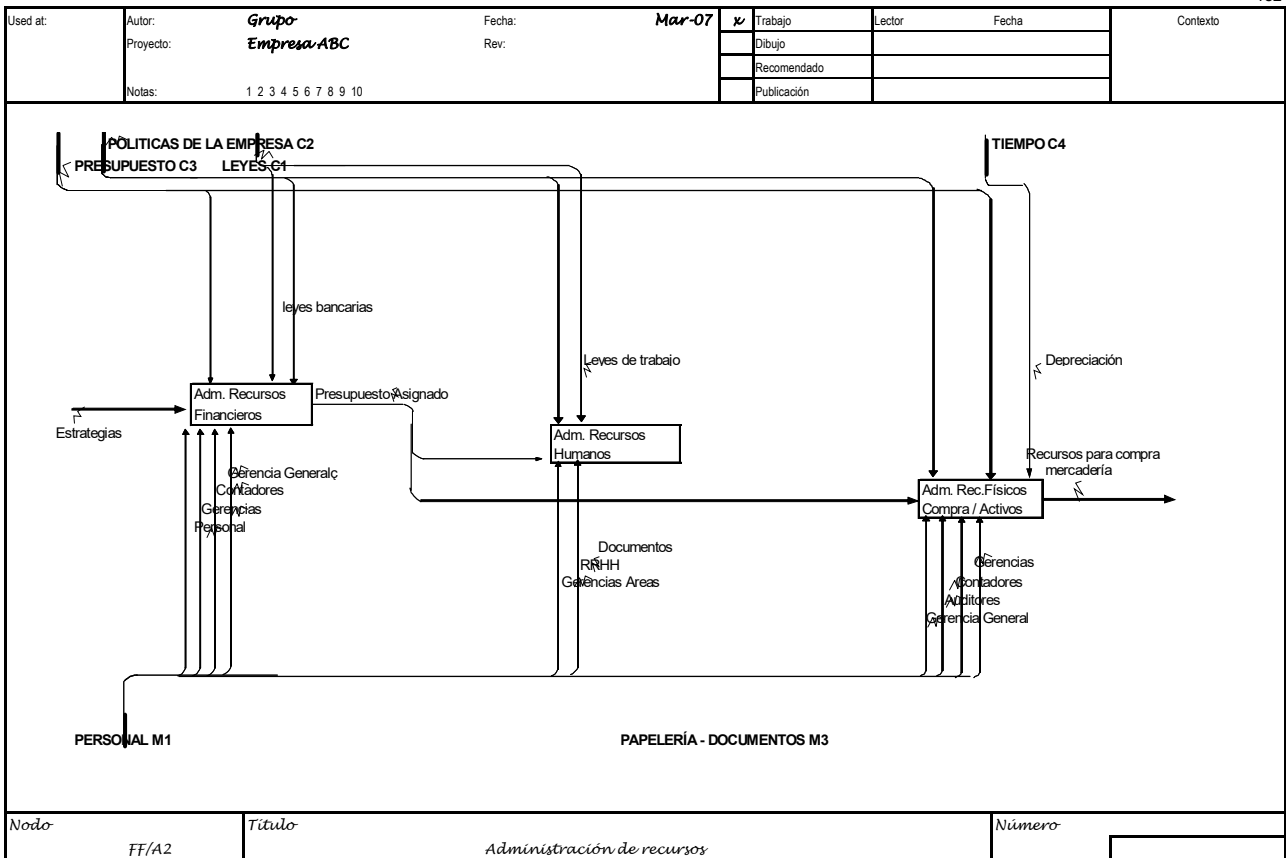 Used at:
Autor:
Grupo
Fecha:
Mar-07
x
Trabajo
Lector
Fecha
Contexto
Proyecto:
Empresa ABC
Rev:
Dibujo
Recomendado
Notas:
1 2 3 4 5 6 7 8 9 10
Publicación
POLITICAS DE LA EMPRESA C2
TIEMPO C4
PRESUPUESTO C3
LEYES C1
leyes bancarias
Leyes de trabajo
Depreciación
Adm. Recursos
Financieros
Presupuesto Asignado
Estrategias
Adm. Recursos
Humanos
Recursos para compra
mercadería
Gerencia Generalç
Contadores
Gerencias
Personal
Adm. Rec.Físicos
Compra / Activos
Documentos
RRHH
Gerencias Areas
Gerencias
Contadores
Auditores
Gerencia General
PERSONAL M1
PAPELERÍA - DOCUMENTOS M3
Nodo
Título
Número
FF/A2
Administración de recursos